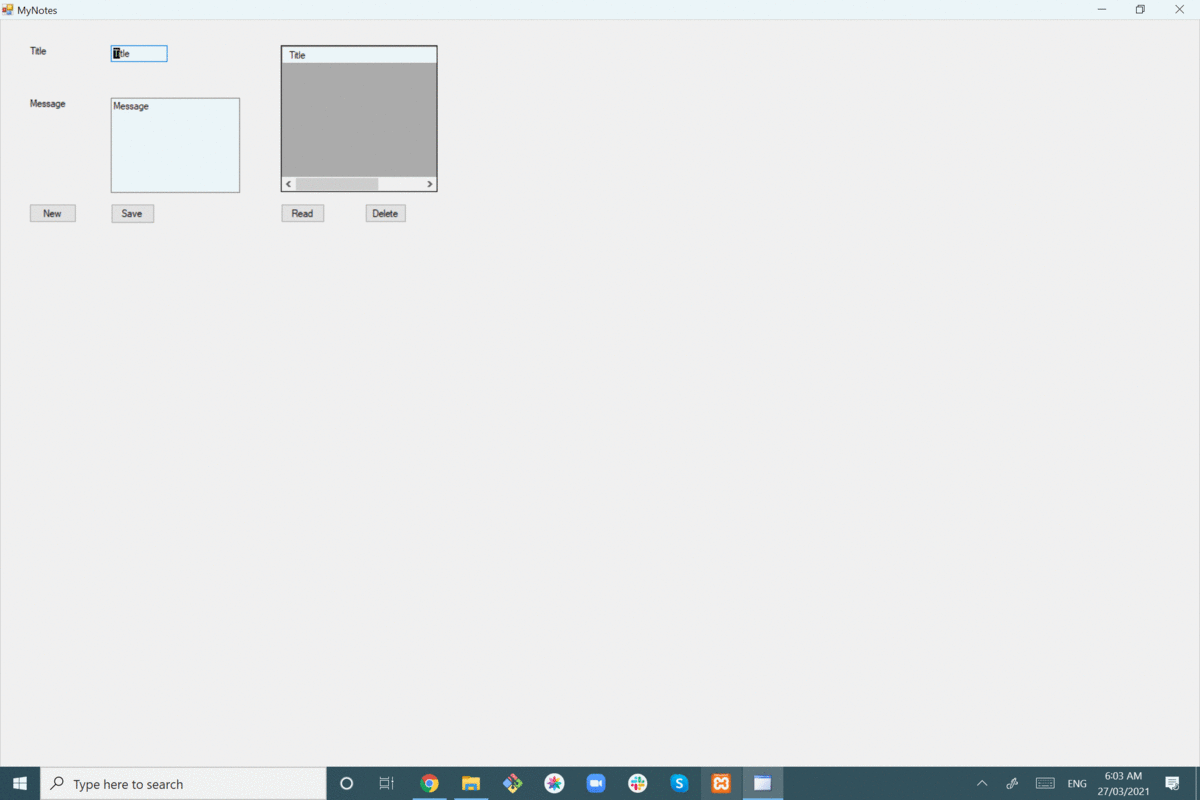 MyNotes
Title
Title
Title
Message
Message
New
Save
Read
Delete
Type here to search
ENG
6:03 AM
27/03/2021